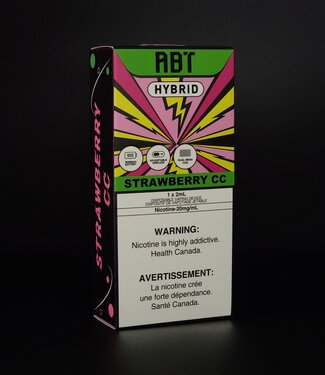 ABT
HYBRID
STRAWBERRY CC
1 x 2mL
Nicotine-20mg/mL
WARNING:
Nicotine is highly addictive.
Health Canada.
AVERTISSEMENT:
La nicotine crée
une forte dépendance.
Santé Canada.
STRAWBERRY
CC